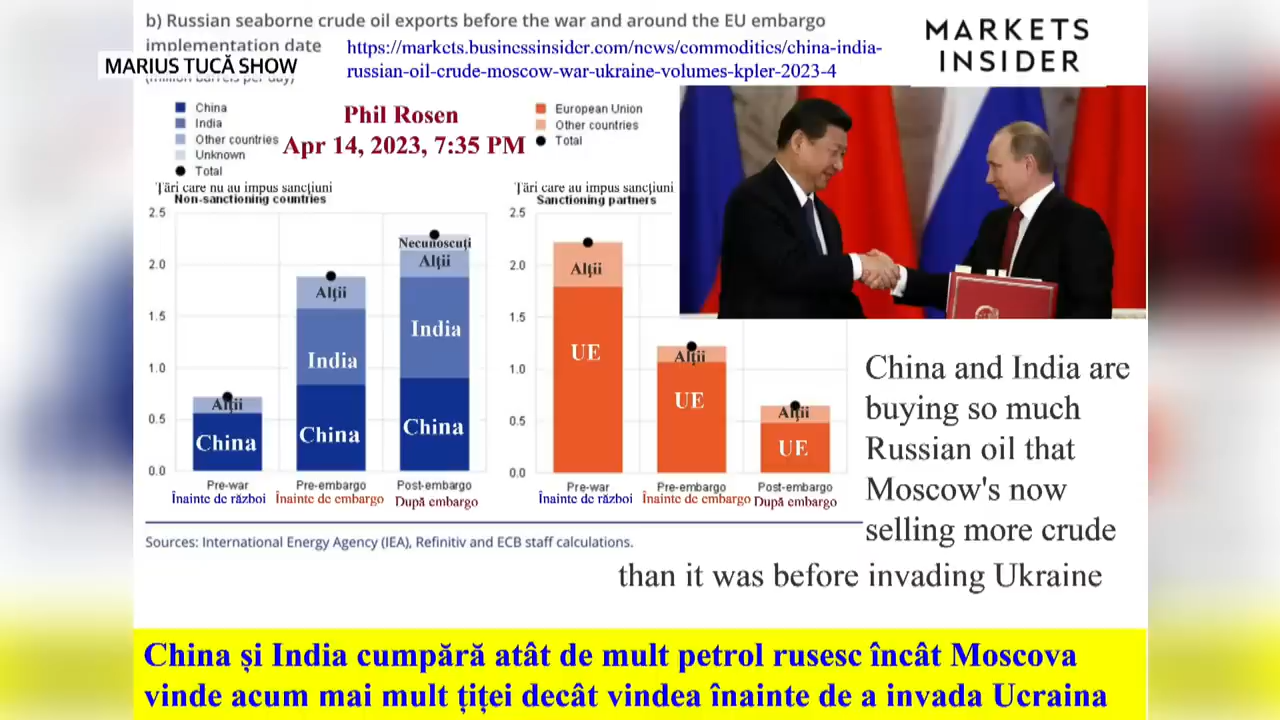 b) Russian seaborne crude oil exports before the war and around the EU embargo
implementation date
MARIUS TUCĂ SHOW
(million barrels per day)
https://markets.businessinsider.com/news/commodities/china-india-
russian-oil-crude-moscow-war-ukraine-volumes-kpler-2023-4
MARKETS
INSIDER
China
India
Other countries
Unknown
Total
Phil Rosen
Apr 14, 2023, 7:35 PM
European Union
Other countries
Total
Țări care nu au impus sancțiuni
Non-sanctioning countries
2.5
2.0
1.5
1.0
0.5
0.0
Alții
China
Alții
India
China
Necunoscuți
Alții
India
China
Pre-war
Pre-embargo
Post-embargo
Înainte de război
Înainte de embargo
După embargo
Țări care au impus sancțiuni
Sanctioning partners
2.5
2.0
1.5
1.0
0.5
0.0
Alții
UE
Alții
UE
Alții
UE
Pre-war
Pre-embargo
Post-embargo
Înainte de război
Înainte de embargo
După embargo
Sources: International Energy Agency (IEA), Refinitiv and ECB staff calculations.
China and India are
buying so much
Russian oil that
Moscow's now
selling more crude
than it was before invading Ukraine
China și India cumpără atât de mult petrol rusesc încât Moscova
vinde acum mai mult țiței decât vindea înainte de a invada Ucraina